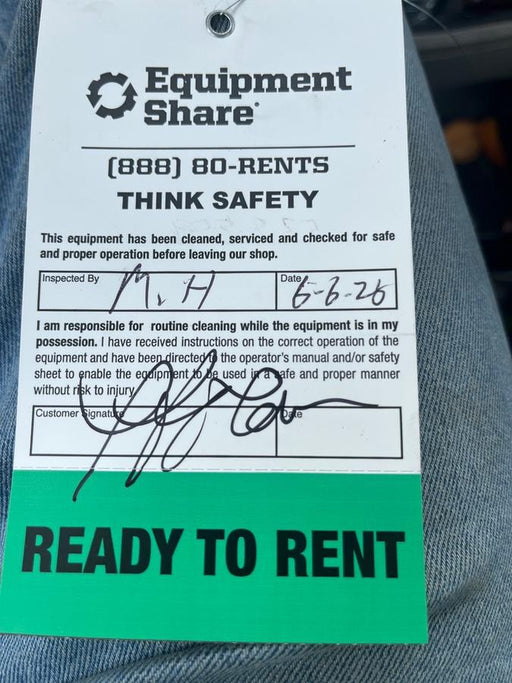 Equipment
Share
(888) 80-RENTS
THINK SAFETY
This equipment has been cleaned, serviced and checked for safe
and proper operation before leaving our shop.
Inspected By M. H Date 6-6-26
I am responsible for routine cleaning while the equipment is in my
possession. I have received instructions on the correct operation of the
equipment and have been directed to the operator's manual and/or safety
sheet to enable the equipment to be used in a safe and proper manner
without risk to injury.
Customer Signature Date
READY TO RENT